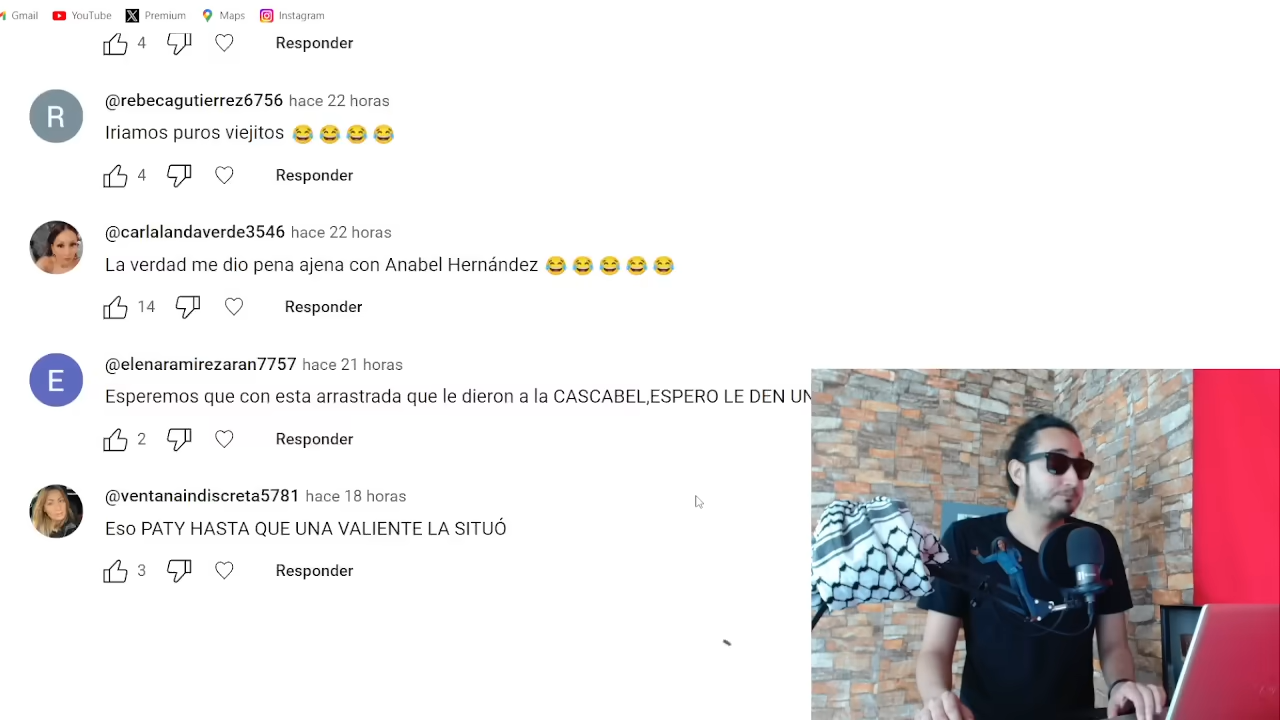 Gmail YouTube Premium Maps Instagram
4 Responder
@rebecagutierrez6756 hace 22 horas
R
Iriamos puros viejitos 😂 😂 😂 😂
4 Responder
@carlalandaverde3546 hace 22 horas
La verdad me dio pena ajena con Anabel Hernández 😂 😂 😂 😂 😂
14 Responder
@elenaramirezaran7757 hace 21 horas
E
Esperemos que con esta arrastrada que le dieron a la CASCABEL,ESPERO LE DEN UN
2 Responder
@ventanaindiscreta5781 hace 18 horas
Eso PATY HASTA QUE UNA VALIENTE LA SITUÓ
3 Responder